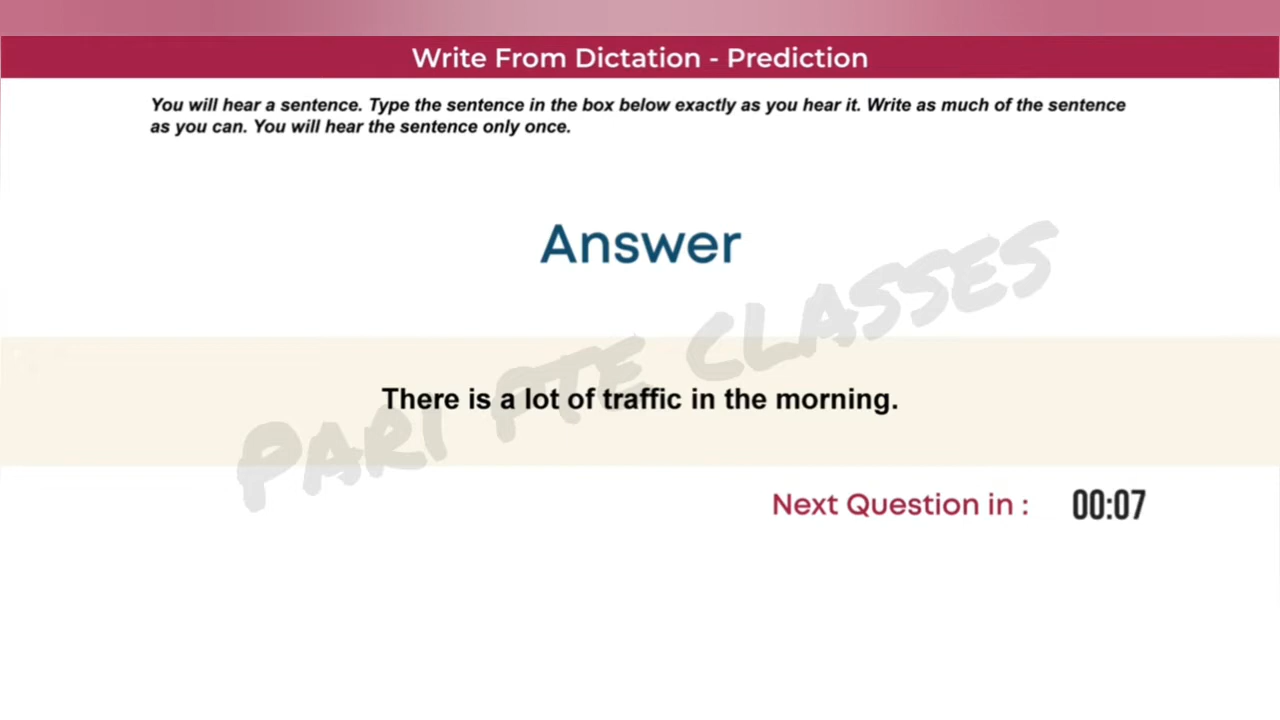 Write From Dictation - Prediction
You will hear a sentence. Type the sentence in the box below exactly as you hear it. Write as much of the sentence
as you can. You will hear the sentence only once.
Answer
PARI PTE CLASSES
There is a lot of traffic in the morning.
Next Question in : 00:07